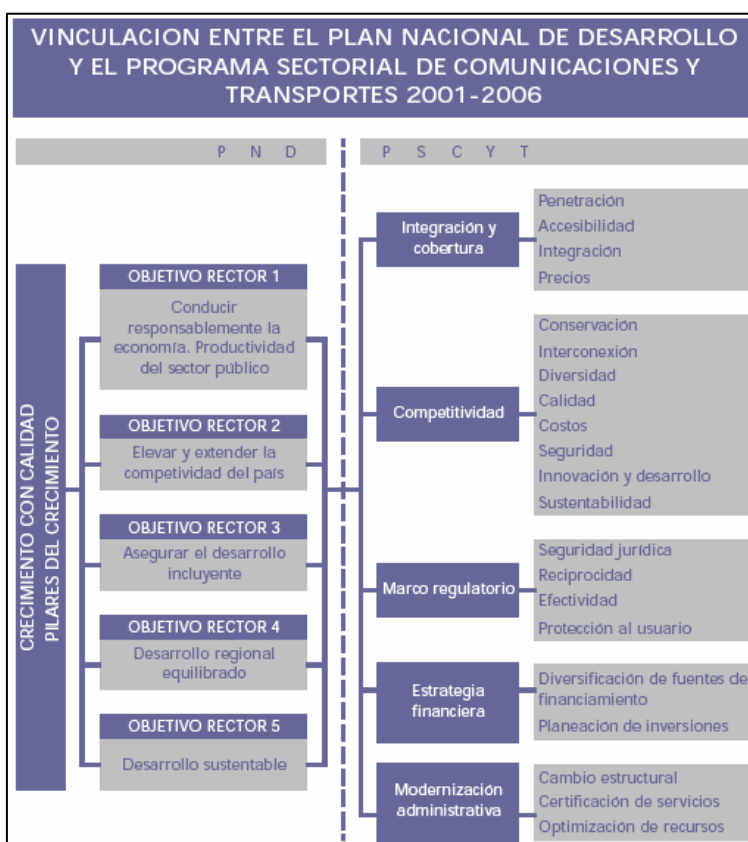 VINCULACION ENTRE EL PLAN NACIONAL DE DESARROLLO
Y EL PROGRAMA SECTORIAL DE COMUNICACIONES Y
TRANSPORTES 2001-2006
P N D
P S C Y T
CRECIMIENTO CON CALIDAD
PILARES DEL CRECIMIENTO
OBJETIVO RECTOR 1
Conducir
responsablemente la
economía. Productividad
del sector público
OBJETIVO RECTOR 2
Elevar y extender la
competividad del país
OBJETIVO RECTOR 3
Asegurar el desarrollo
incluyente
OBJETIVO RECTOR 4
Desarrollo regional
equilibrado
OBJETIVO RECTOR 5
Desarrollo sustentable
Integración y
cobertura
Penetración
Accesibilidad
Integración
Precios
Competitividad
Conservación
Interconexión
Diversidad
Calidad
Costos
Seguridad
Innovación y desarrollo
Sustentabilidad
Marco regulatorio
Seguridad jurídica
Reciprocidad
Efectividad
Protección al usuario
Estrategia
financiera
Diversificación de fuentes de
financiamiento
Planeación de inversiones
Modernización
administrativa
Cambio estructural
Certificación de servicios
Optimización de recursos